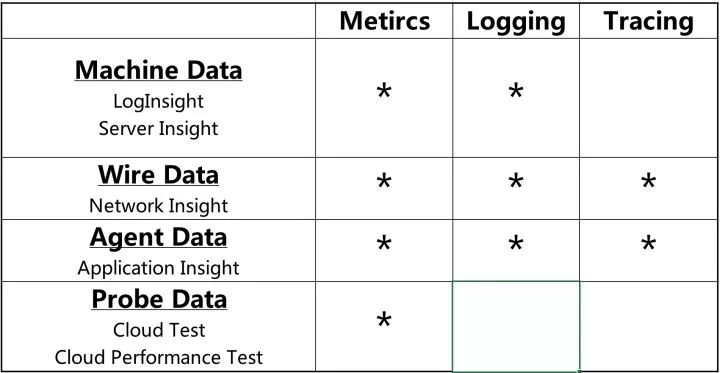 Metircs Logging Tracing
Machine Data
LogInsight
Server Insight
* *
Wire Data
Network Insight
* * *
Agent Data
Application Insight
* * *
Probe Data
Cloud Test
Cloud Performance Test
*